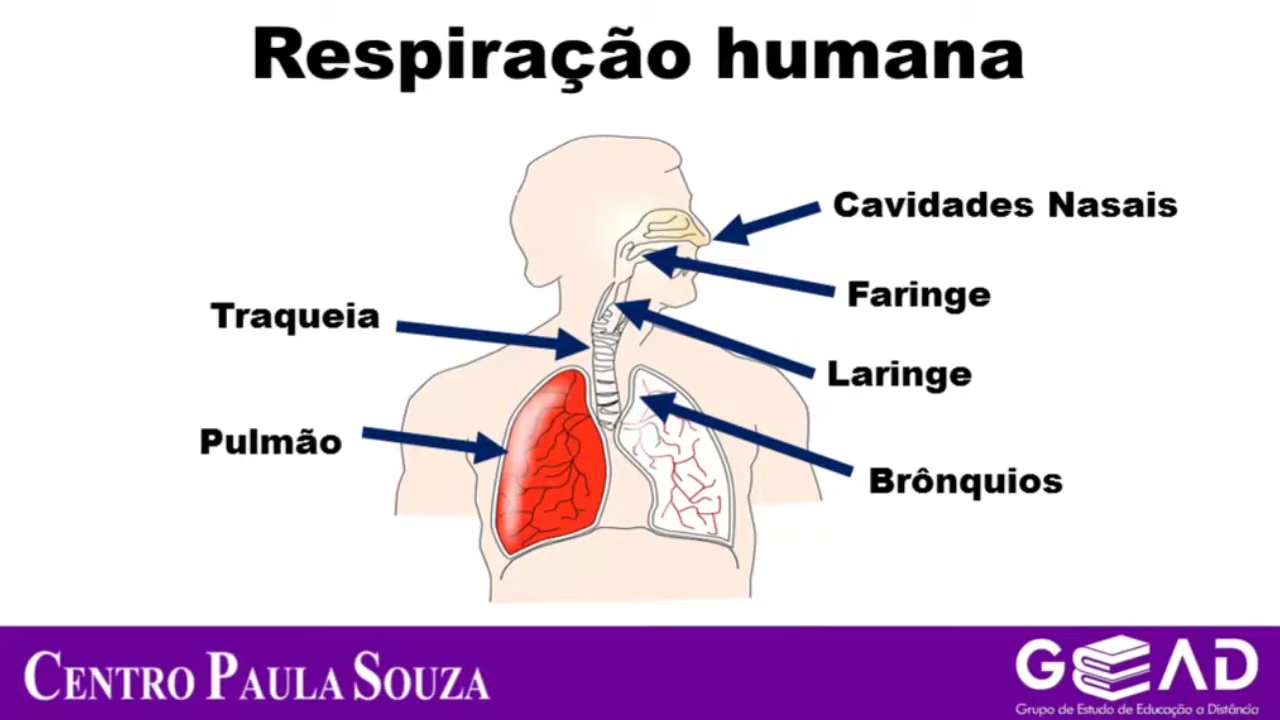 Respiração humana
Cavidades Nasais
Faringe
Traqueia
Laringe
Pulmão
Brônquios
CENTRO PAULA SOUZA
GEAD
Grupo de Estudo de Educação a Distância